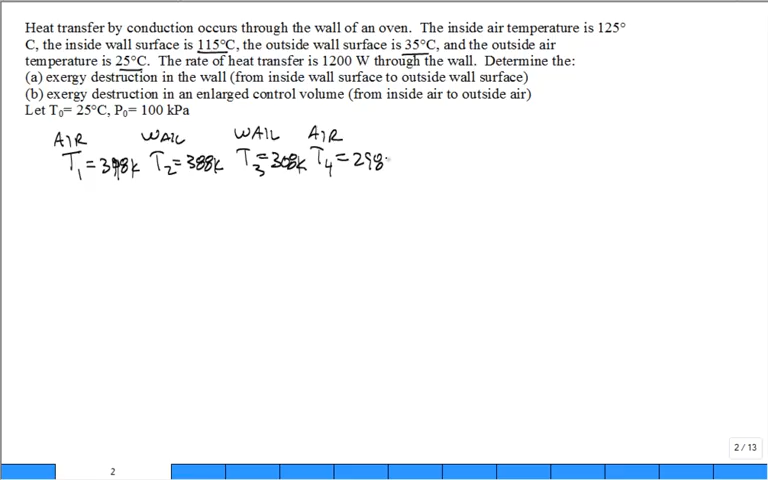 Heat transfer by conduction occurs through the wall of an oven. The inside air temperature is 125°
C, the inside wall surface is 115°C, the outside wall surface is 35°C, and the outside air
temperature is 25°C. The rate of heat transfer is 1200 W through the wall. Determine the:
(a) exergy destruction in the wall (from inside wall surface to outside wall surface)
(b) exergy destruction in an enlarged control volume (from inside air to outside air)
Let T₀= 25°C, P₀= 100 kPa
AIR WALL WALL AIR
T₁=398K T₂=388K T₃=308K T₄=298
2 / 13
2